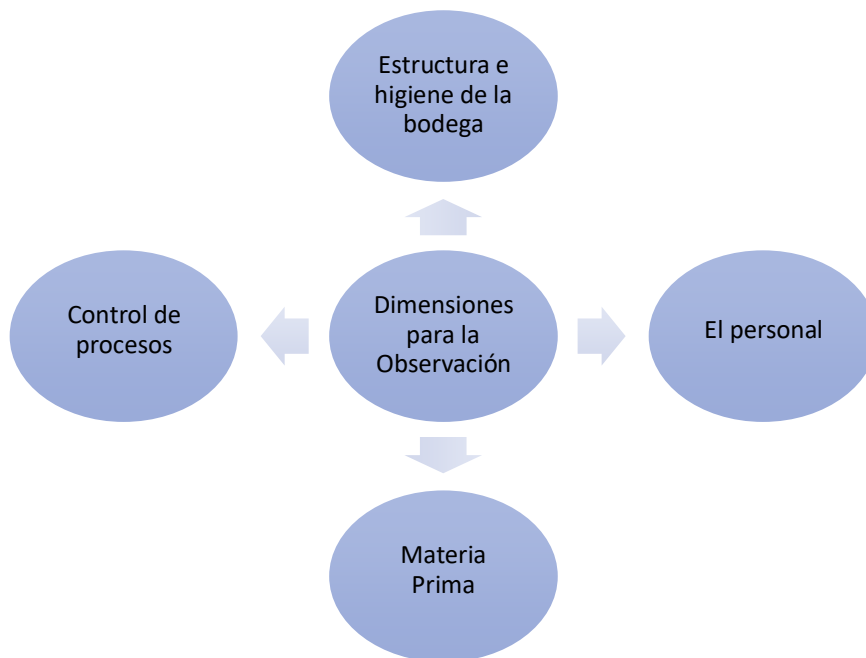 Estructura e
higiene de la
bodega
Control de
procesos
Dimensiones
para la
Observación
El personal
Materia
Prima